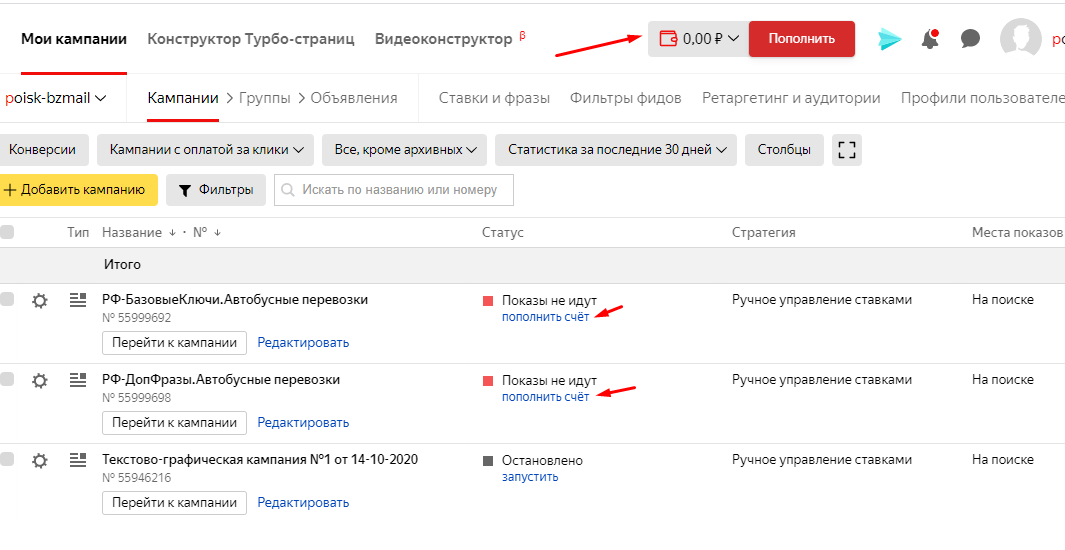 Мои кампании Конструктор Турбо-страниц Видеоконструктор β 0,00 ₽ Пополнить
poisk-bzmail Кампании Группы Объявления Ставки и фразы Фильтры фидов Ретаргетинг и аудитории Профили пользователе
Конверсии Кампании с оплатой за клики Все, кроме архивных Статистика за последние 30 дней Столбцы
+ Добавить кампанию Фильтры Искать по названию или номеру
Тип Название ↓ · № ↓ Статус Стратегия Места показов
Итого
РФ-БазовыеКлючи.Автобусные перевозки Показы не идут Ручное управление ставками На поиске
№ 55999692 пополнить счёт
Перейти к кампании Редактировать
РФ-ДопФразы.Автобусные перевозки Показы не идут Ручное управление ставками На поиске
№ 55999698 пополнить счёт
Перейти к кампании Редактировать
Текстово-графическая кампания №1 от 14-10-2020 Остановлено Ручное управление ставками На поиске
№ 55946216 запустить
Перейти к кампании Редактировать